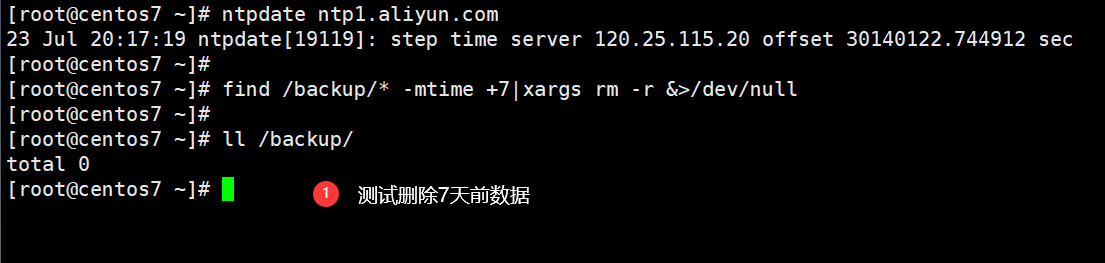 [root@centos7 ~]# ntpdate ntp1.aliyun.com
23 Jul 20:17:19 ntpdate[19119]: step time server 120.25.115.20 offset 30140122.744912 sec
[root@centos7 ~]#
[root@centos7 ~]# find /backup/* -mtime +7|xargs rm -r &>/dev/null
[root@centos7 ~]#
[root@centos7 ~]# ll /backup/
total 0
[root@centos7 ~]#
1 测试删除7天前数据